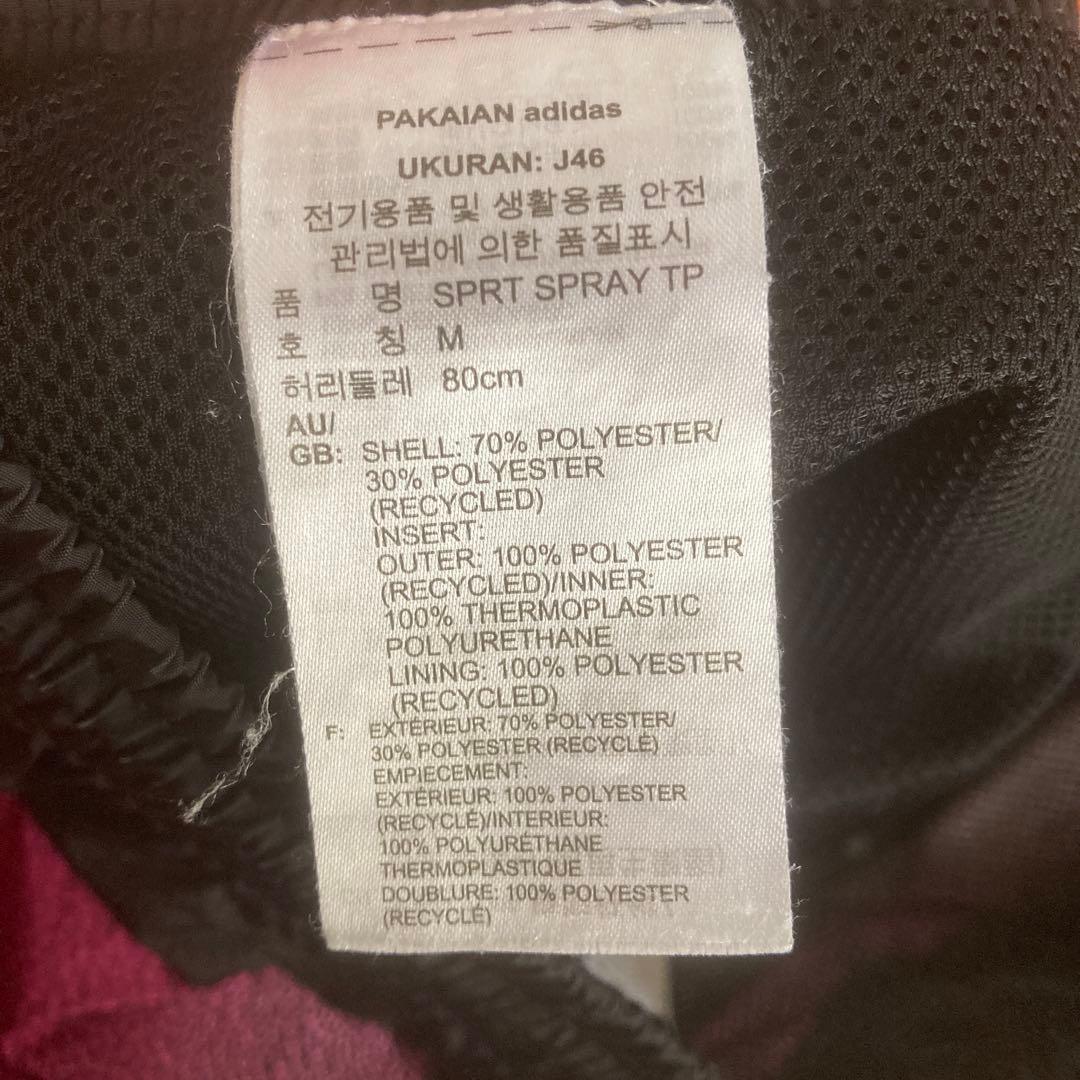 PAKAIAN adidas
UKURAN: J46
전기용품 및 생활용품 안전
관리법에 의한 품질표시
품 명 SPRT SPRAY TP
호 칭 M
허리둘레 80cm
AU/
GB: SHELL: 70% POLYESTER/
30% POLYESTER
(RECYCLED)
INSERT:
OUTER: 100% POLYESTER
(RECYCLED)/INNER:
100% THERMOPLASTIC
POLYURETHANE
LINING: 100% POLYESTER
(RECYCLED)
F: EXTÉRIEUR: 70% POLYESTER/
30% POLYESTER (RECYCLÉ)
EMPIECEMENT:
EXTÉRIEUR: 100% POLYESTER
(RECYCLÉ)/INTERIEUR:
100% POLYURÉTHANE
THERMOPLASTIQUE
DOUBLURE: 100% POLYESTER
(RECYCLÉ)